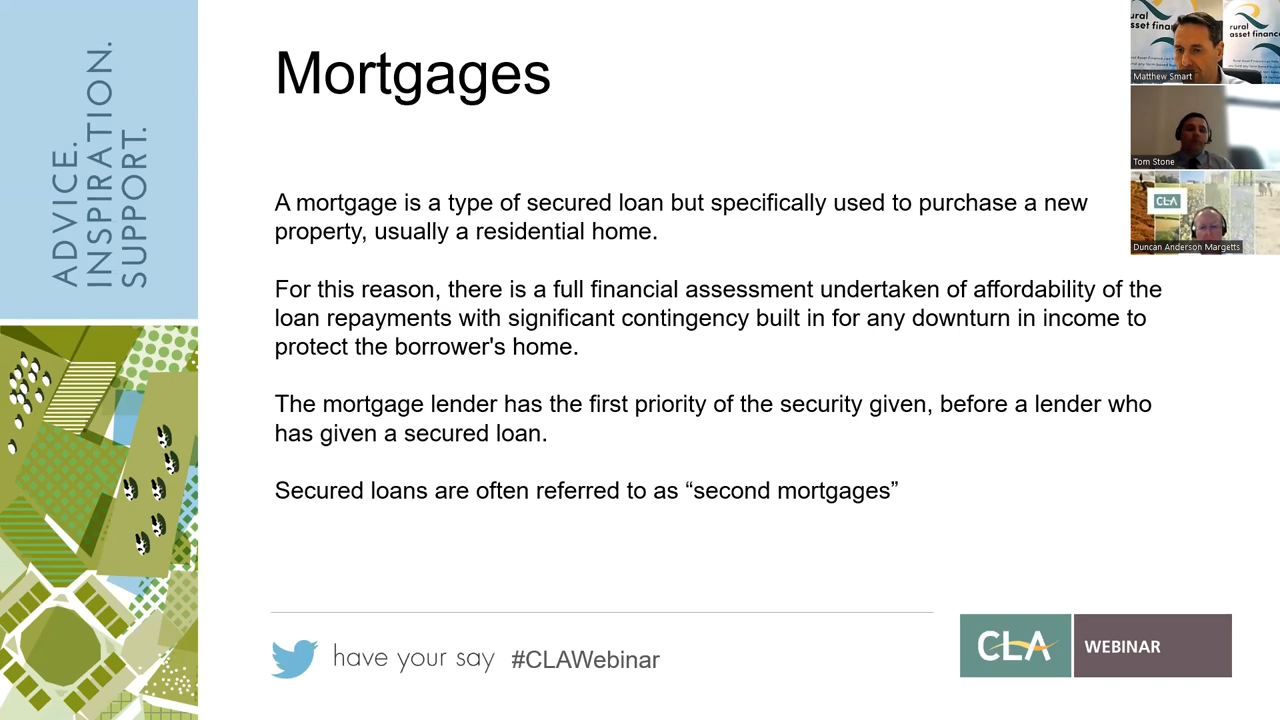 ADVICE.
INSPIRATION.
SUPPORT.
Mortgages
A mortgage is a type of secured loan but specifically used to purchase a new
property, usually a residential home.
For this reason, there is a full financial assessment undertaken of affordability of the
loan repayments with significant contingency built in for any downturn in income to
protect the borrower's home.
The mortgage lender has the first priority of the security given, before a lender who
has given a secured loan.
Secured loans are often referred to as “second mortgages”
have your say #CLAWebinar
CLA WEBINAR
rural
asset finance
rural
asset finance
Matthew Smart
Tom Stone
CLA
Duncan Anderson Margetts